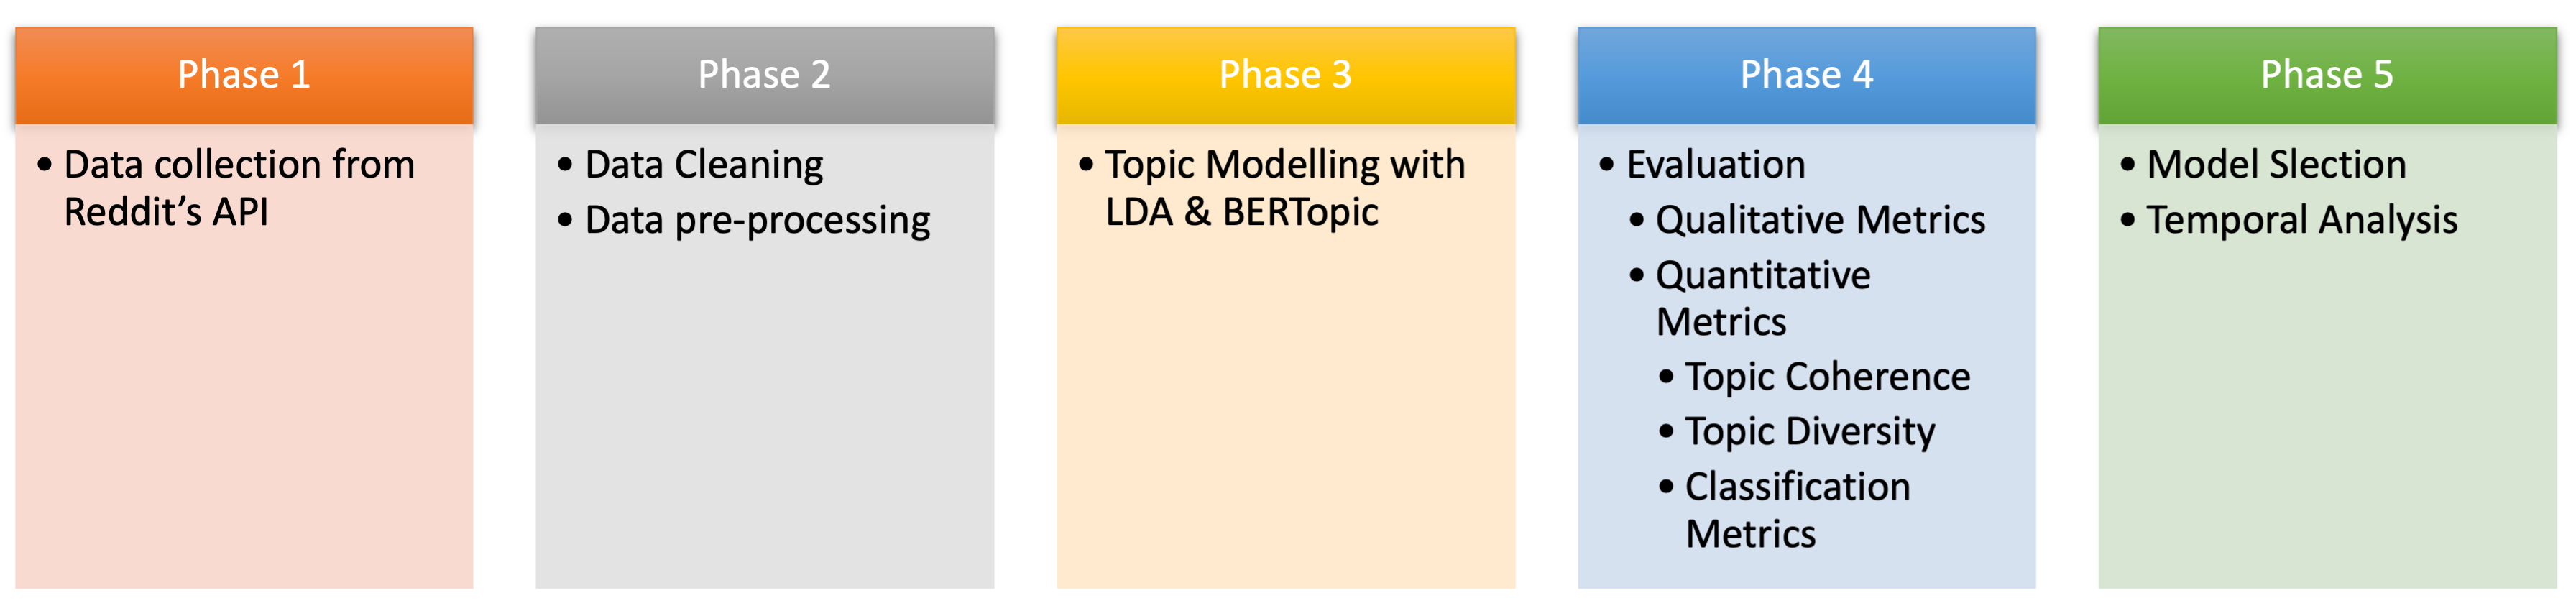 Phase 1
• Data collection from
Reddit’s API
Phase 2
• Data Cleaning
• Data pre-processing
Phase 3
• Topic Modelling with
LDA & BERTopic
Phase 4
• Evaluation
• Qualitative Metrics
• Quantitative
Metrics
• Topic Coherence
• Topic Diversity
• Classification
Metrics
Phase 5
• Model Slection
• Temporal Analysis